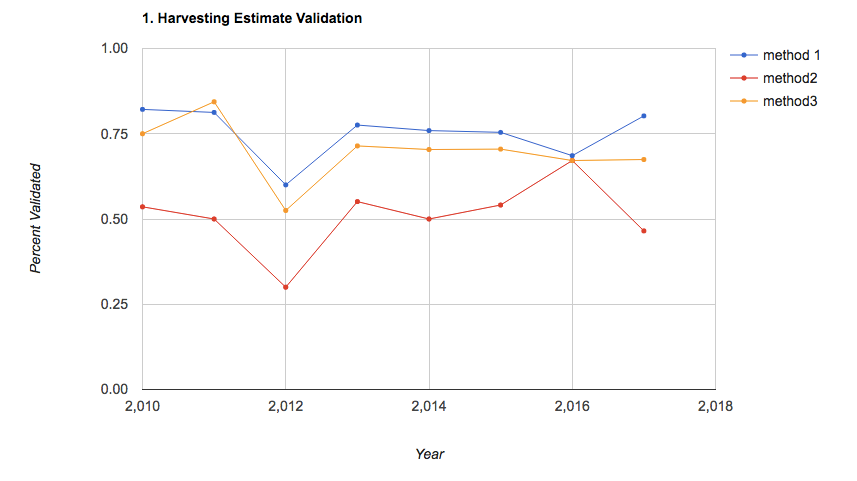 1. Harvesting Estimate Validation
1.00
0.75
0.50
0.25
0.00
Percent Validated
2,010
2,012
2,014
2,016
2,018
Year
method 1
method2
method3